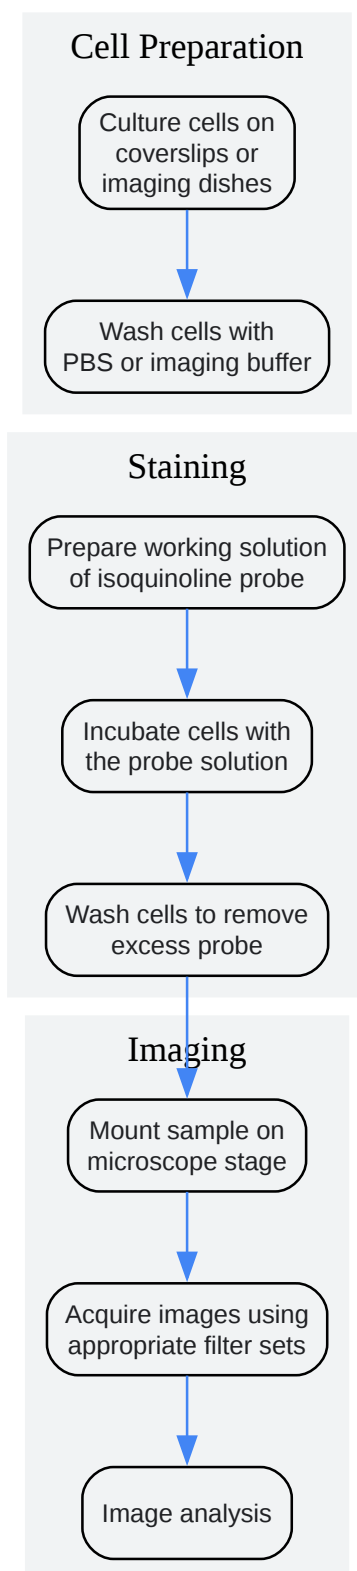 Cell Preparation
Culture cells on
coverslips or
imaging dishes
Wash cells with
PBS or imaging buffer
Staining
Prepare working solution
of isoquinoline probe
Incubate cells with
the probe solution
Wash cells to remove
excess probe
Imaging
Mount sample on
microscope stage
Acquire images using
appropriate filter sets
Image analysis